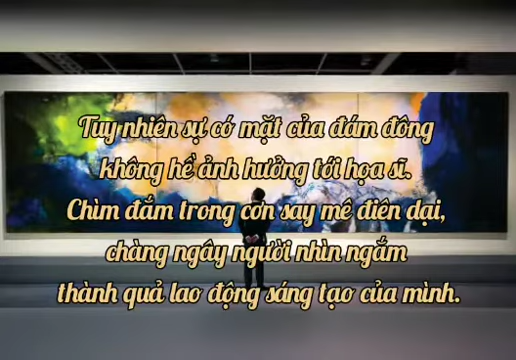 Tuy nhiên sự có mặt của đám đông
không hề ảnh hưởng tới họa sĩ.
Chìm đắm trong cơn say mê điên dại,
chàng ngây người nhìn ngắm
thành quả lao động sáng tạo của mình.